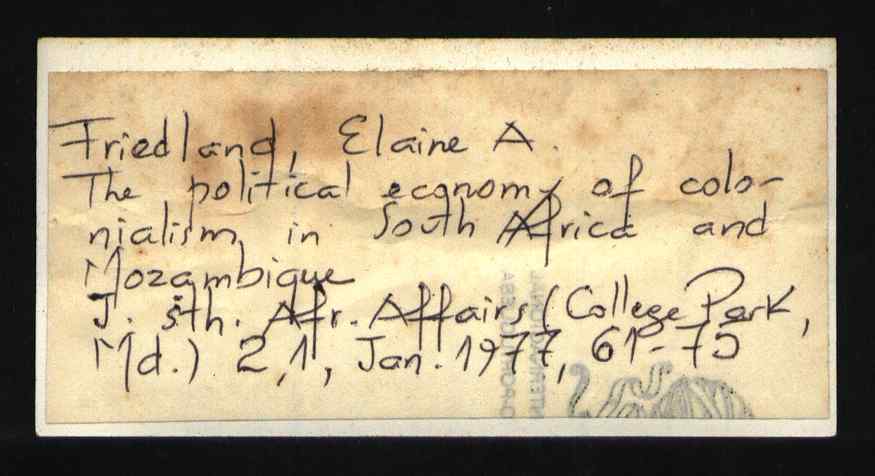 Friedland, Elaine A.
The political economy of colo-
nialism in South Africa and
Mozambique
J. sth. Afr. Affairs (College Park,
Md.) 2,1, Jan. 1977, 61-75